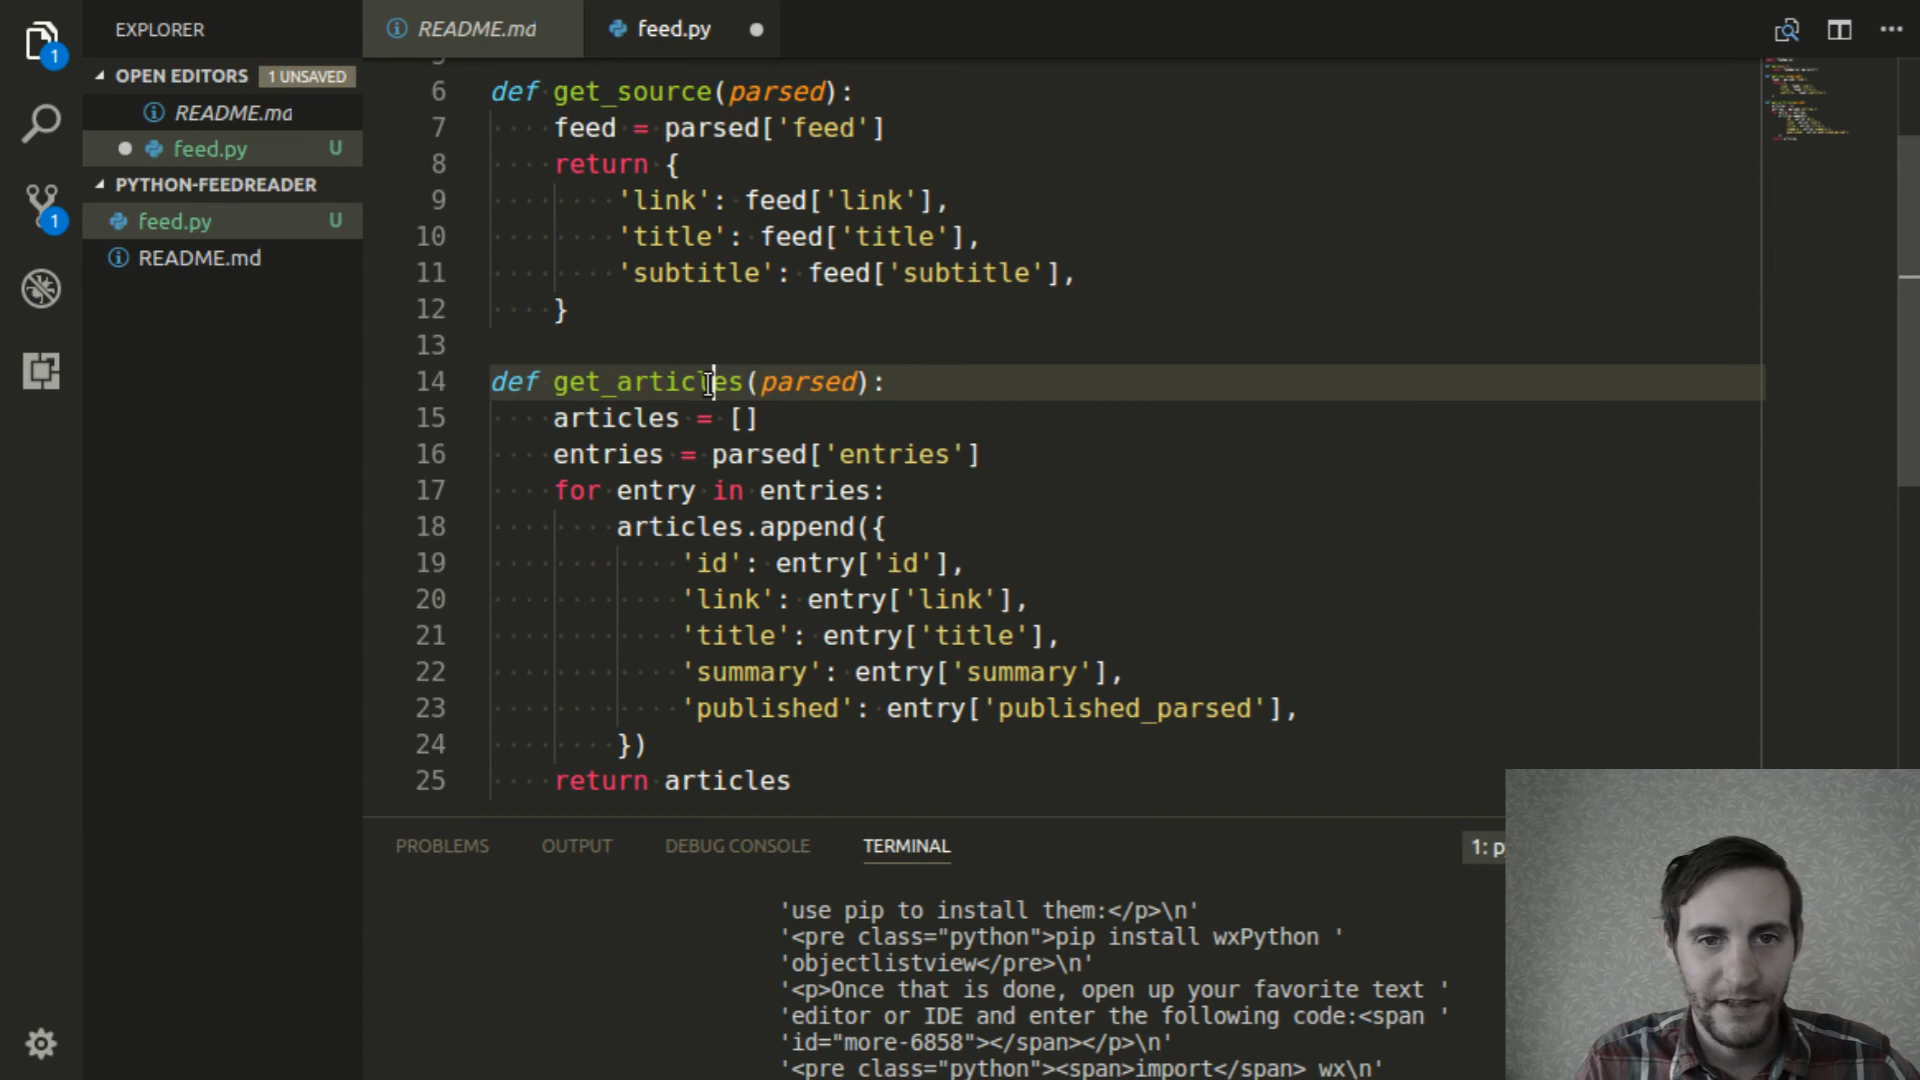 EXPLORER
README.md
feed.py
1
OPEN EDITORS 1 UNSAVED
README.md
feed.py U
PYTHON-FEEDREADER
feed.py U
README.md
1
6 def get_source(parsed):
7 feed = parsed['feed']
8 return {
9 'link': feed['link'],
10 'title': feed['title'],
11 'subtitle': feed['subtitle'],
12 }
13
14 def get_articles(parsed):
15 articles = []
16 entries = parsed['entries']
17 for entry in entries:
18 articles.append({
19 'id': entry['id'],
20 'link': entry['link'],
21 'title': entry['title'],
22 'summary': entry['summary'],
23 'published': entry['published_parsed'],
24 })
25 return articles
PROBLEMS OUTPUT DEBUG CONSOLE TERMINAL 1: p
'use pip to install them:</p>\n'
'<pre class="python">pip install wxPython '
'objectlistview</pre>\n'
'<p>Once that is done, open up your favorite text '
'editor or IDE and enter the following code:<span '
'id="more-6858"></span></p>\n'
'<pre class="python"><span>import</span> wx\n'